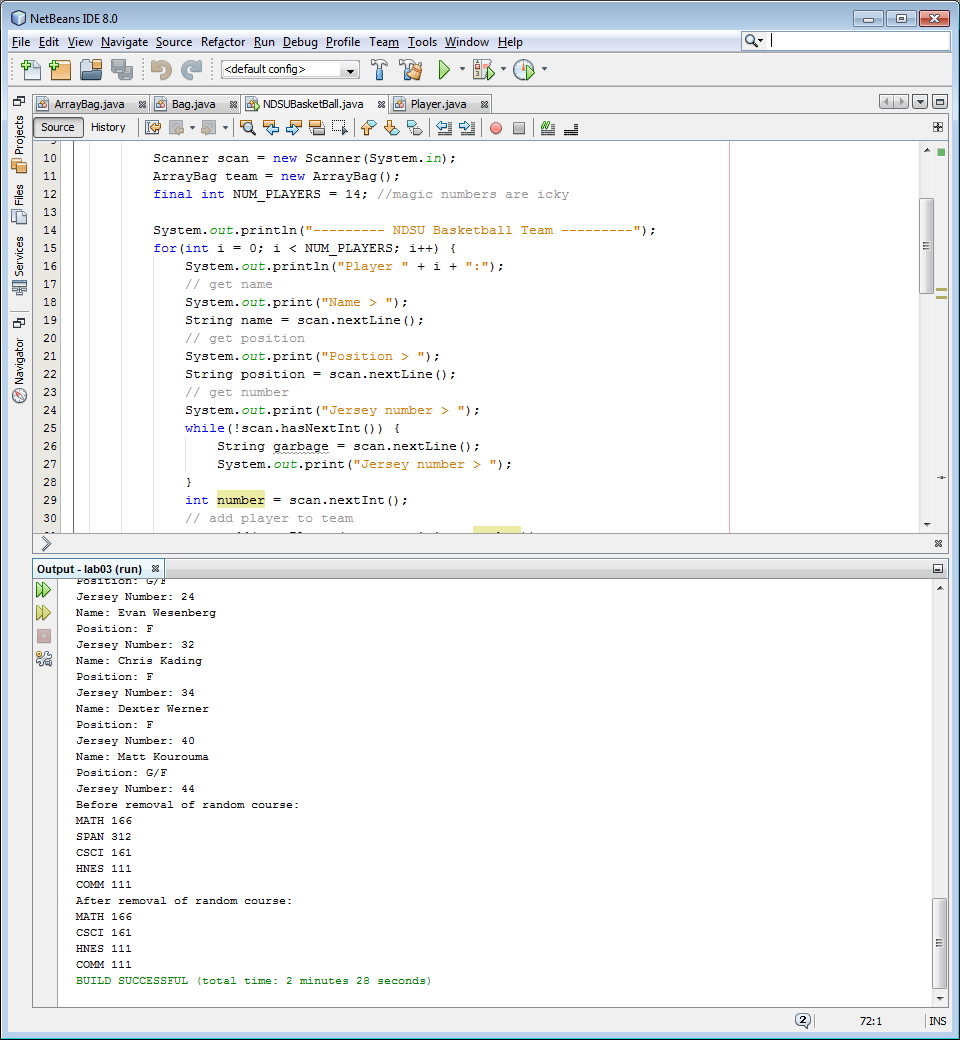 NetBeans IDE 8.0
File Edit View Navigate Source Refactor Run Debug Profile Team Tools Window Help
<default config>
ArrayBag.java Bag.java NDSUBasketBall.java Player.java
Source History
Projects
Files
Services
Navigator
10 Scanner scan = new Scanner(System.in);
11 ArrayBag team = new ArrayBag();
12 final int NUM_PLAYERS = 14; //magic numbers are icky
13
14 System.out.println("--------- NDSU Basketball Team ---------");
15 for(int i = 0; i < NUM_PLAYERS; i++) {
16 System.out.println("Player " + i + ":");
17 // get name
18 System.out.print("Name > ");
19 String name = scan.nextLine();
20 // get position
21 System.out.print("Position > ");
22 String position = scan.nextLine();
23 // get number
24 System.out.print("Jersey number > ");
25 while(!scan.hasNextInt()) {
26 String garbage = scan.nextLine();
27 System.out.print("Jersey number > ");
28 }
29 int number = scan.nextInt();
30 // add player to team
Output - lab03 (run)
Position: G/F
Jersey Number: 24
Name: Evan Wesenberg
Position: F
Jersey Number: 32
Name: Chris Kading
Position: F
Jersey Number: 34
Name: Dexter Werner
Position: F
Jersey Number: 40
Name: Matt Kourouma
Position: G/F
Jersey Number: 44
Before removal of random course:
MATH 166
SPAN 312
CSCI 161
HNES 111
COMM 111
After removal of random course:
MATH 166
CSCI 161
HNES 111
COMM 111
BUILD SUCCESSFUL (total time: 2 minutes 28 seconds)
2 72:1 INS